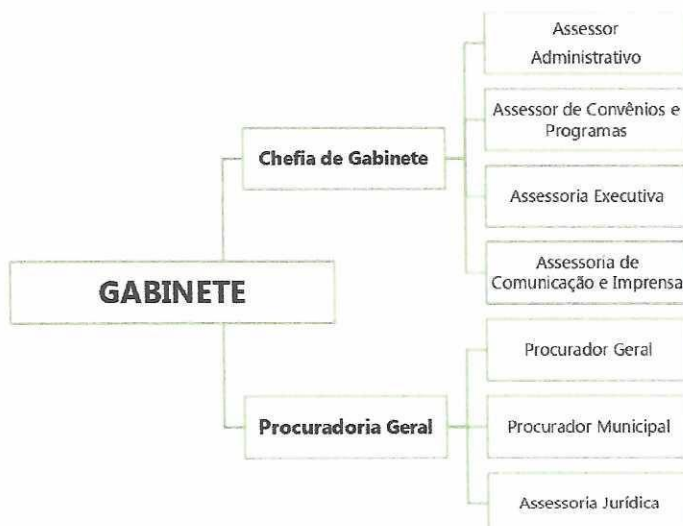 Assessor
Administrativo
Assessor de Convênios e
Programas
Chefia de Gabinete
Assessoria Executiva
Assessoria de
Comunicação e Imprensa
GABINETE
Procurador Geral
Procuradoria Geral
Procurador Municipal
Assessoria Jurídica